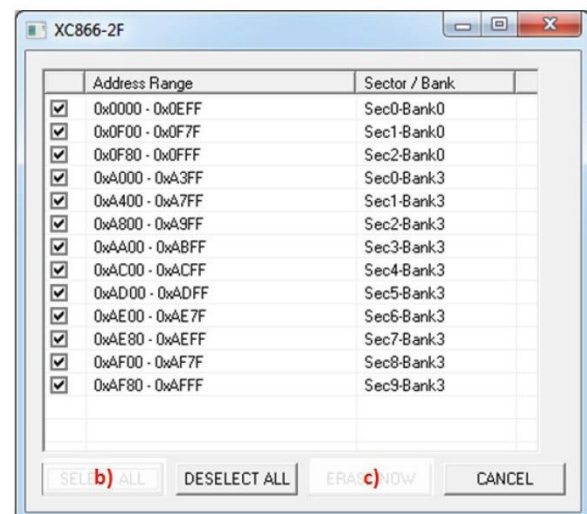 XC866-2F
Address Range Sector / Bank
0x0000 - 0x0EFF Sec0-Bank0
0x0F00 - 0x0F7F Sec1-Bank0
0x0F80 - 0x0FFF Sec2-Bank0
0xA000 - 0xA3FF Sec0-Bank3
0xA400 - 0xA7FF Sec1-Bank3
0xA800 - 0xA9FF Sec2-Bank3
0xAA00 - 0xABFF Sec3-Bank3
0xAC00 - 0xACFF Sec4-Bank3
0xAD00 - 0xADFF Sec5-Bank3
0xAE00 - 0xAE7F Sec6-Bank3
0xAE80 - 0xAEFF Sec7-Bank3
0xAF00 - 0xAF7F Sec8-Bank3
0xAF80 - 0xAFFF Sec9-Bank3
SELECT ALL b) DESELECT ALL ERASE NOW c) CANCEL